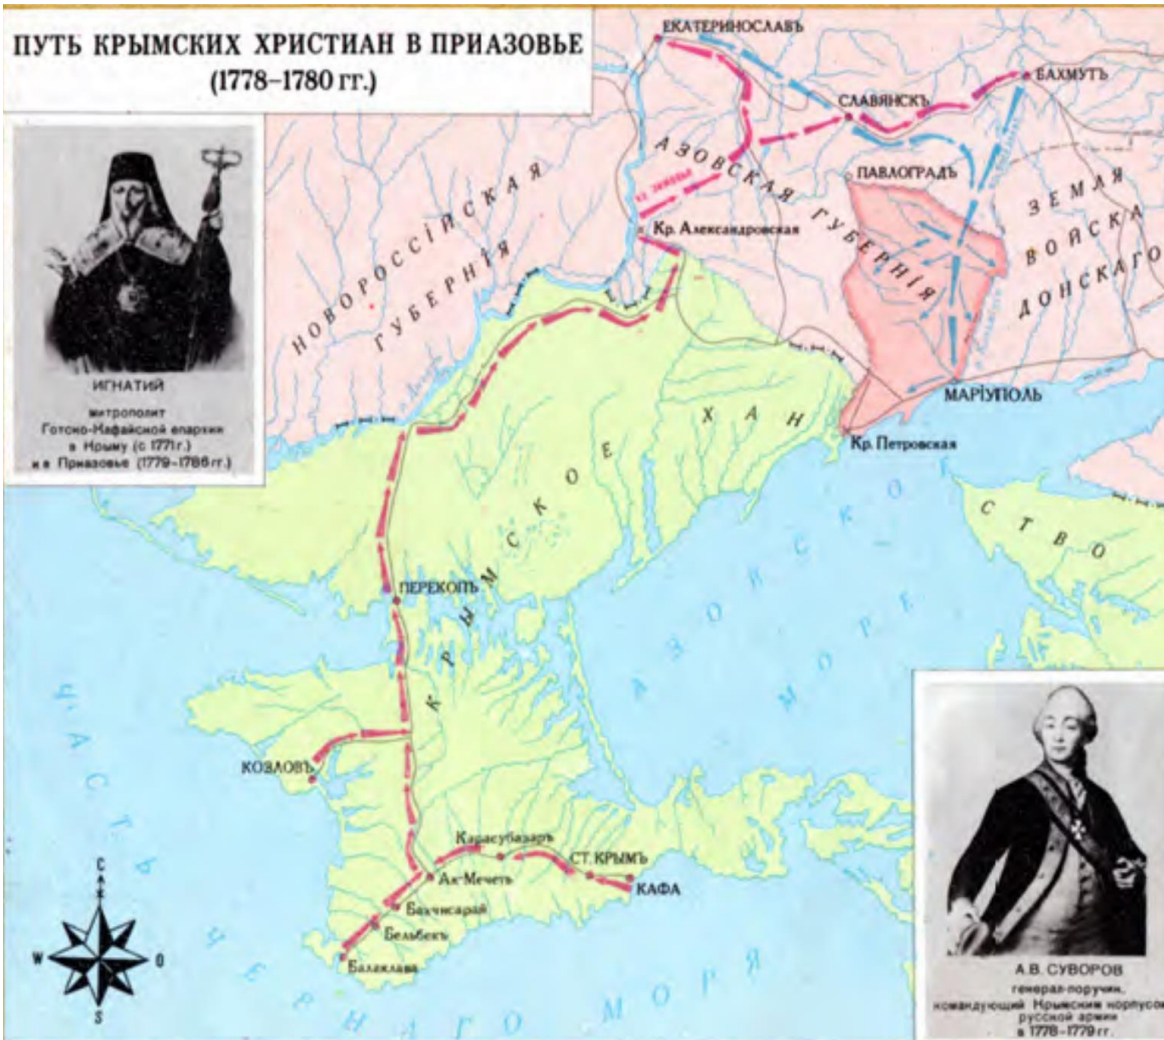 ПУТЬ КРЫМСКИХ ХРИСТИАН В ПРИАЗОВЬЕ
(1778–1780 гг.)
ИГНАТИЙ
митрополит
Готско-Кафайской епархии
в Крыму (с 1771 г.)
и в Приазовье (1779–1786 гг.)
ЕКАТЕРИНОСЛАВЪ
БАХМУТЪ
СЛАВЯНСКЪ
ПАВЛОГРАДЪ
АЗОВСКАЯ ГУБЕРНІЯ
ЗЕМЛЯ
ВОЙСКА
ДОНСКАГО
НОВОРОССІЙСКАЯ
ГУБЕРНІЯ
Кр. Александровская
МАРІУПОЛЬ
Кр. Петровская
КРЫМСКОЕ ХАН
СТВО
ПЕРЕКОПЪ
АЗОВСКО
МОРЕ
КОЗЛОВЪ
Карасубазаръ
СТ. КРЫМЪ
КАФА
Ак-Мечеть
Бахчисарай
Бельбекъ
Балаклава
ЧАСТЬ
ЧЕРНАГО МОРЯ
С
W
O
S
А.В. СУВОРОВ
генерал-поручик,
командующий Крымским корпусом
русской армии
в 1778–1779 гг.